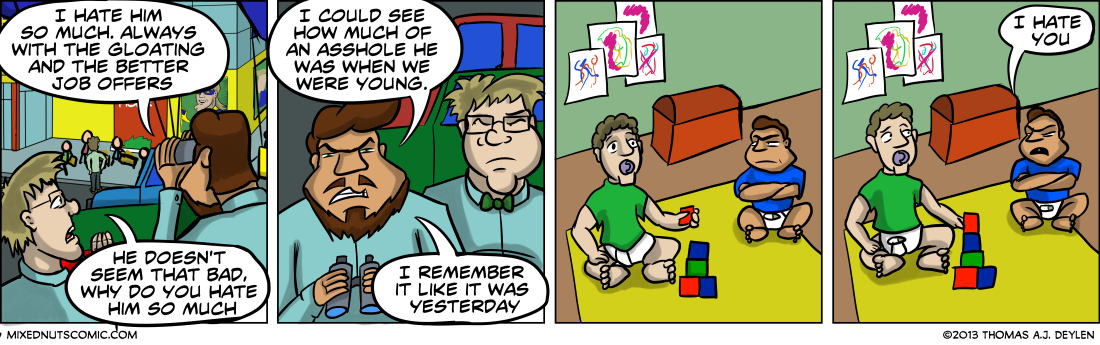 I HATE HIM
SO MUCH. ALWAYS
WITH THE GLOATING
AND THE BETTER
JOB OFFERS
HE DOESN'T
SEEM THAT BAD,
WHY DO YOU HATE
HIM SO MUCH
I COULD SEE
HOW MUCH OF
AN ASSHOLE HE
WAS WHEN WE
WERE YOUNG.
I REMEMBER
IT LIKE IT WAS
YESTERDAY
I HATE
YOU
MIXEDNUTSCOMIC.COM
©2013 THOMAS A.J. DEYLEN